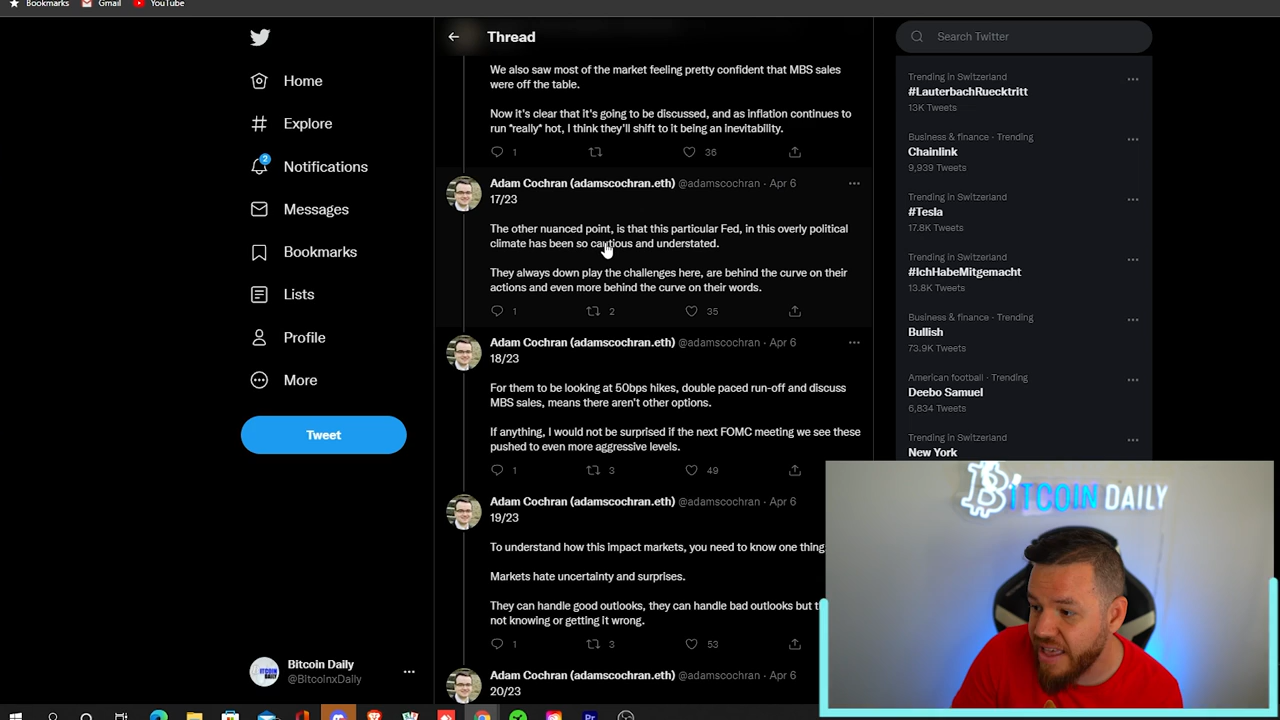 Bookmarks
Gmail
YouTube
Home
Explore
Notifications
2
Messages
Bookmarks
Lists
Profile
More
Tweet
Bitcoin Daily
@BItcoinxDaily
Thread
We also saw most of the market feeling pretty confident that MBS sales
were off the table.
Now it's clear that it's going to be discussed, and as inflation continues to
run *really* hot, I think they'll shift to it being an inevitability.
1
36
Adam Cochran (adamscochran.eth) @adamscochran · Apr 6
17/23
The other nuanced point, is that this particular Fed, in this overly political
climate has been so cautious and understated.
They always down play the challenges here, are behind the curve on their
actions and even more behind the curve on their words.
1
2
35
Adam Cochran (adamscochran.eth) @adamscochran · Apr 6
18/23
For them to be looking at 50bps hikes, double paced run-off and discuss
MBS sales, means there aren't other options.
If anything, I would not be surprised if the next FOMC meeting we see these
pushed to even more aggressive levels.
1
3
49
Adam Cochran (adamscochran.eth) @adamscochran · Apr 6
19/23
To understand how this impact markets, you need to know one thing
Markets hate uncertainty and surprises.
They can handle good outlooks, they can handle bad outlooks but
not knowing or getting it wrong.
1
3
53
Adam Cochran (adamscochran.eth) @adamscochran · Apr 6
20/23
Search Twitter
Trending in Switzerland
#LauterbachRuecktritt
13K Tweets
Business & finance · Trending
Chainlink
9,939 Tweets
Trending in Switzerland
#Tesla
17.8K Tweets
Trending in Switzerland
#IchHabeMitgemacht
13.8K Tweets
Business & finance · Trending
Bullish
73.9K Tweets
American football · Trending
Deebo Samuel
6,834 Tweets
Trending in Switzerland
New York
BITCOIN DAILY